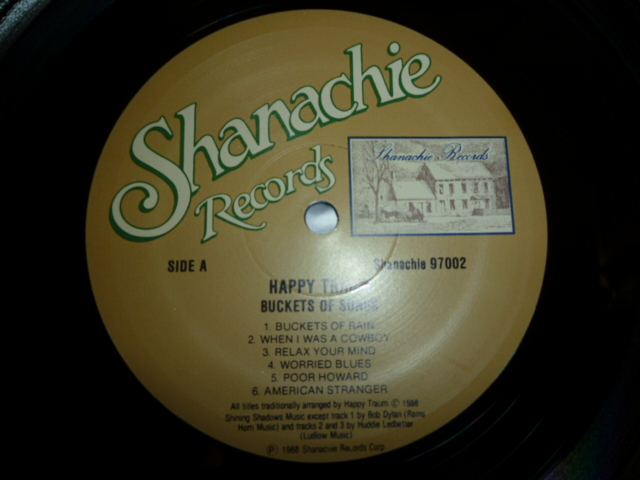 Shanachie
Records
Shanachie Records
SIDE A
Shanachie 97002
HAPPY TRAUM
BUCKETS OF SONGS
1. BUCKETS OF RAIN
2. WHEN I WAS A COWBOY
3. RELAX YOUR MIND
4. WORRIED BLUES
5. POOR HOWARD
6. AMERICAN STRANGER
All titles traditionally arranged by Happy Traum © 1988
Shining Shadows Music except track 1 by Bob Dylan (Rams
Horn Music) and tracks 2 and 3 by Huddie Ledbetter
(Ludlow Music)
℗ 1988 Shanachie Records Corp.